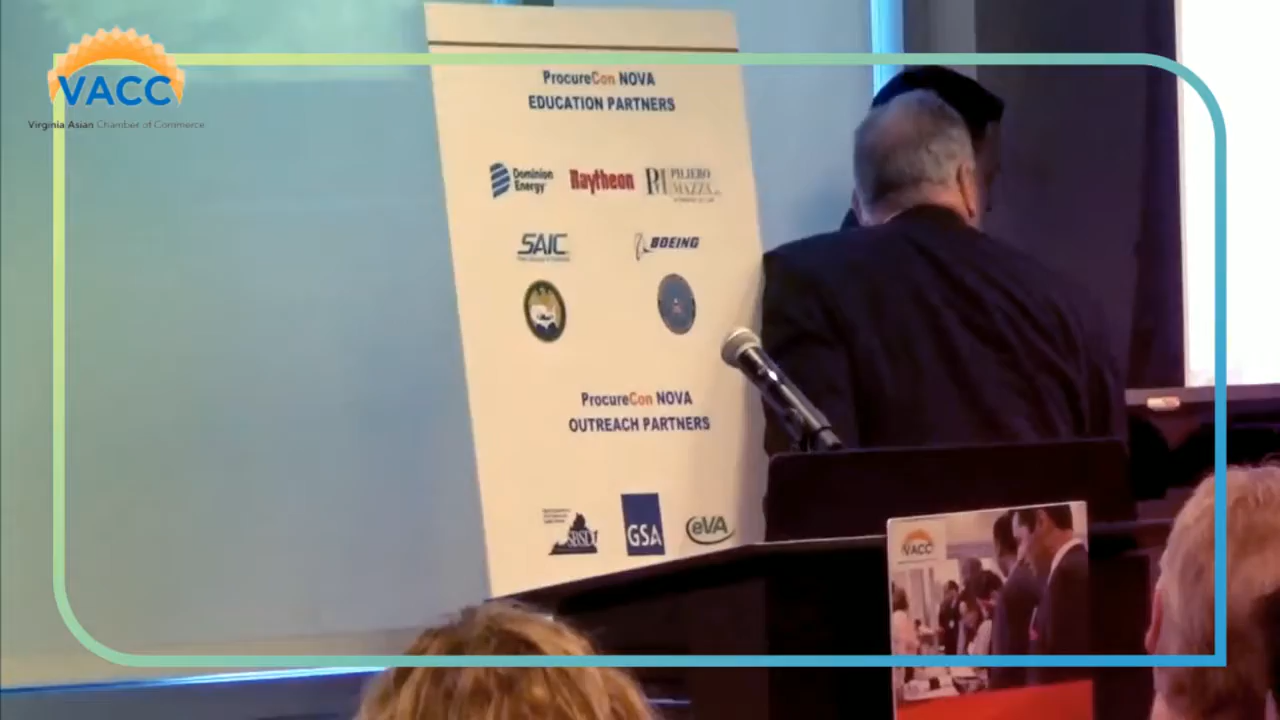 VACC
Virginia Asian Chamber of Commerce
ProcureCon NOVA
EDUCATION PARTNERS
Dominion Energy
Raytheon
PILIERO MAZZA
SAIC
BOEING
ProcureCon NOVA
OUTREACH PARTNERS
SBSD
GSA
eVA
VACC